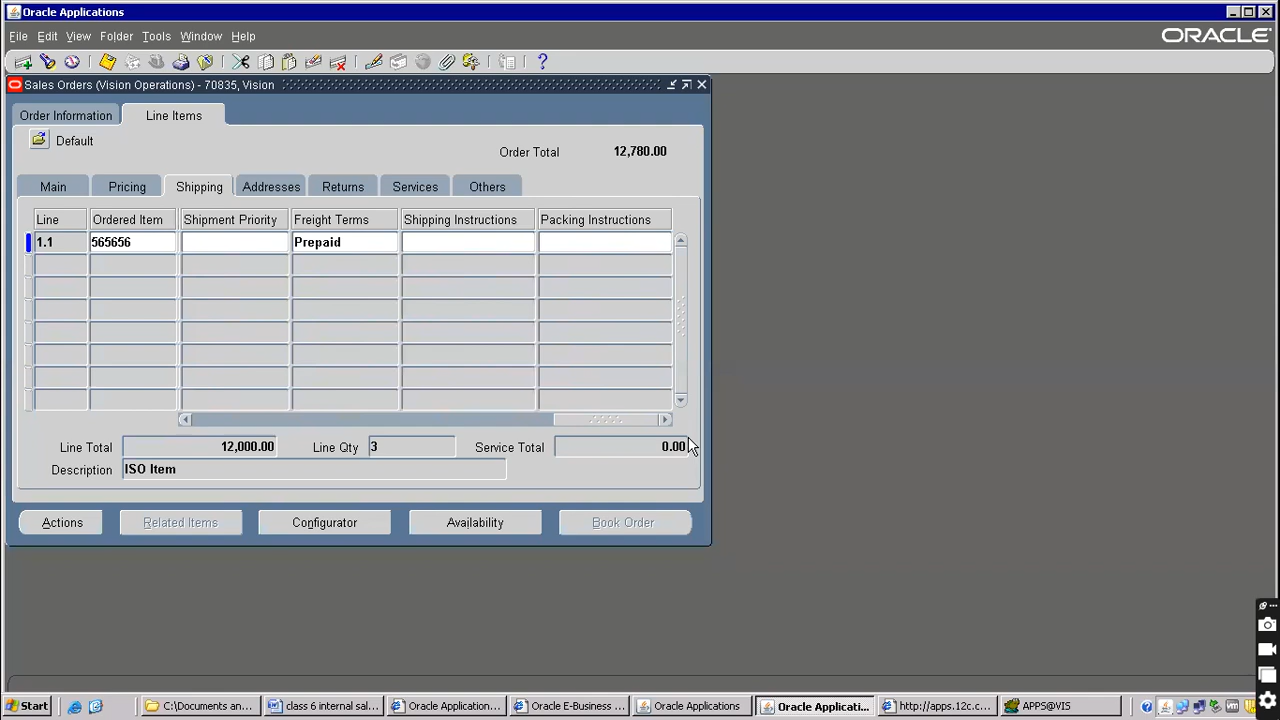 Oracle Applications
File Edit View Folder Tools Window Help
ORACLE
Sales Orders (Vision Operations) - 70835, Vision
Order Information Line Items
Default
Order Total 12,780.00
Main Pricing Shipping Addresses Returns Services Others
Line Ordered Item Shipment Priority Freight Terms Shipping Instructions Packing Instructions
1.1 565656 Prepaid
Line Total 12,000.00 Line Qty 3 Service Total 0.00
Description ISO Item
Actions Related Items Configurator Availability Book Order
Start C:\Documents an... class of internal sal... Oracle Applicatio... Oracle Applications Oracle Applicati... http://apps.12c.c... APPS@VIS